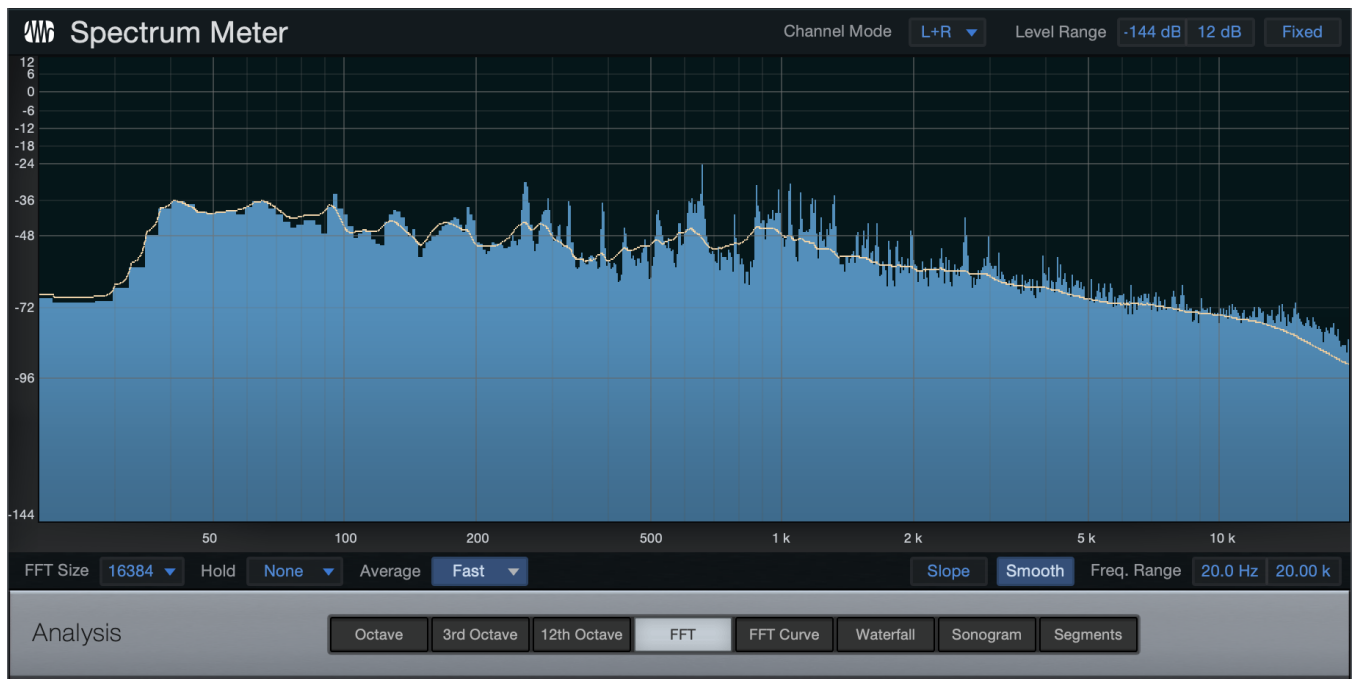 Spectrum Meter
Channel Mode L+R Level Range -144 dB 12 dB Fixed
12
6
0
-6
-12
-18
-24
-36
-48
-72
-96
-144
50 100 200 500 1 k 2 k 5 k 10 k
FFT Size 16384 Hold None Average Fast Slope Smooth Freq. Range 20.0 Hz 20.00 k
Analysis Octave 3rd Octave 12th Octave FFT FFT Curve Waterfall Sonogram Segments